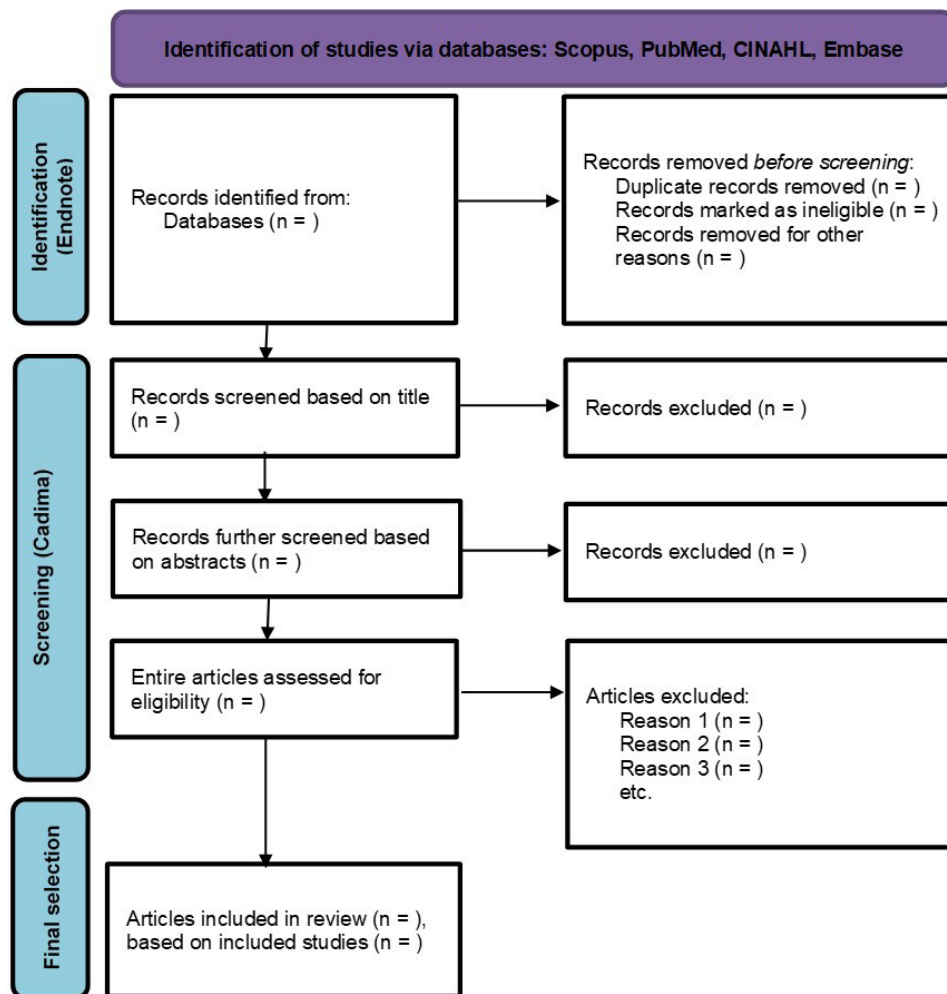 Identification of studies via databases: Scopus, PubMed, CINAHL, Embase
Identification
(Endnote)
Records identified from:
Databases (n = )
Records removed before screening:
Duplicate records removed (n = )
Records marked as ineligible (n = )
Records removed for other
reasons (n = )
Screening (Cadima)
Records screened based on title
(n = )
Records excluded (n = )
Records further screened based
on abstracts (n = )
Records excluded (n = )
Entire articles assessed for
eligibility (n = )
Articles excluded:
Reason 1 (n = )
Reason 2 (n = )
Reason 3 (n = )
etc.
Final selection
Articles included in review (n = ),
based on included studies (n = )